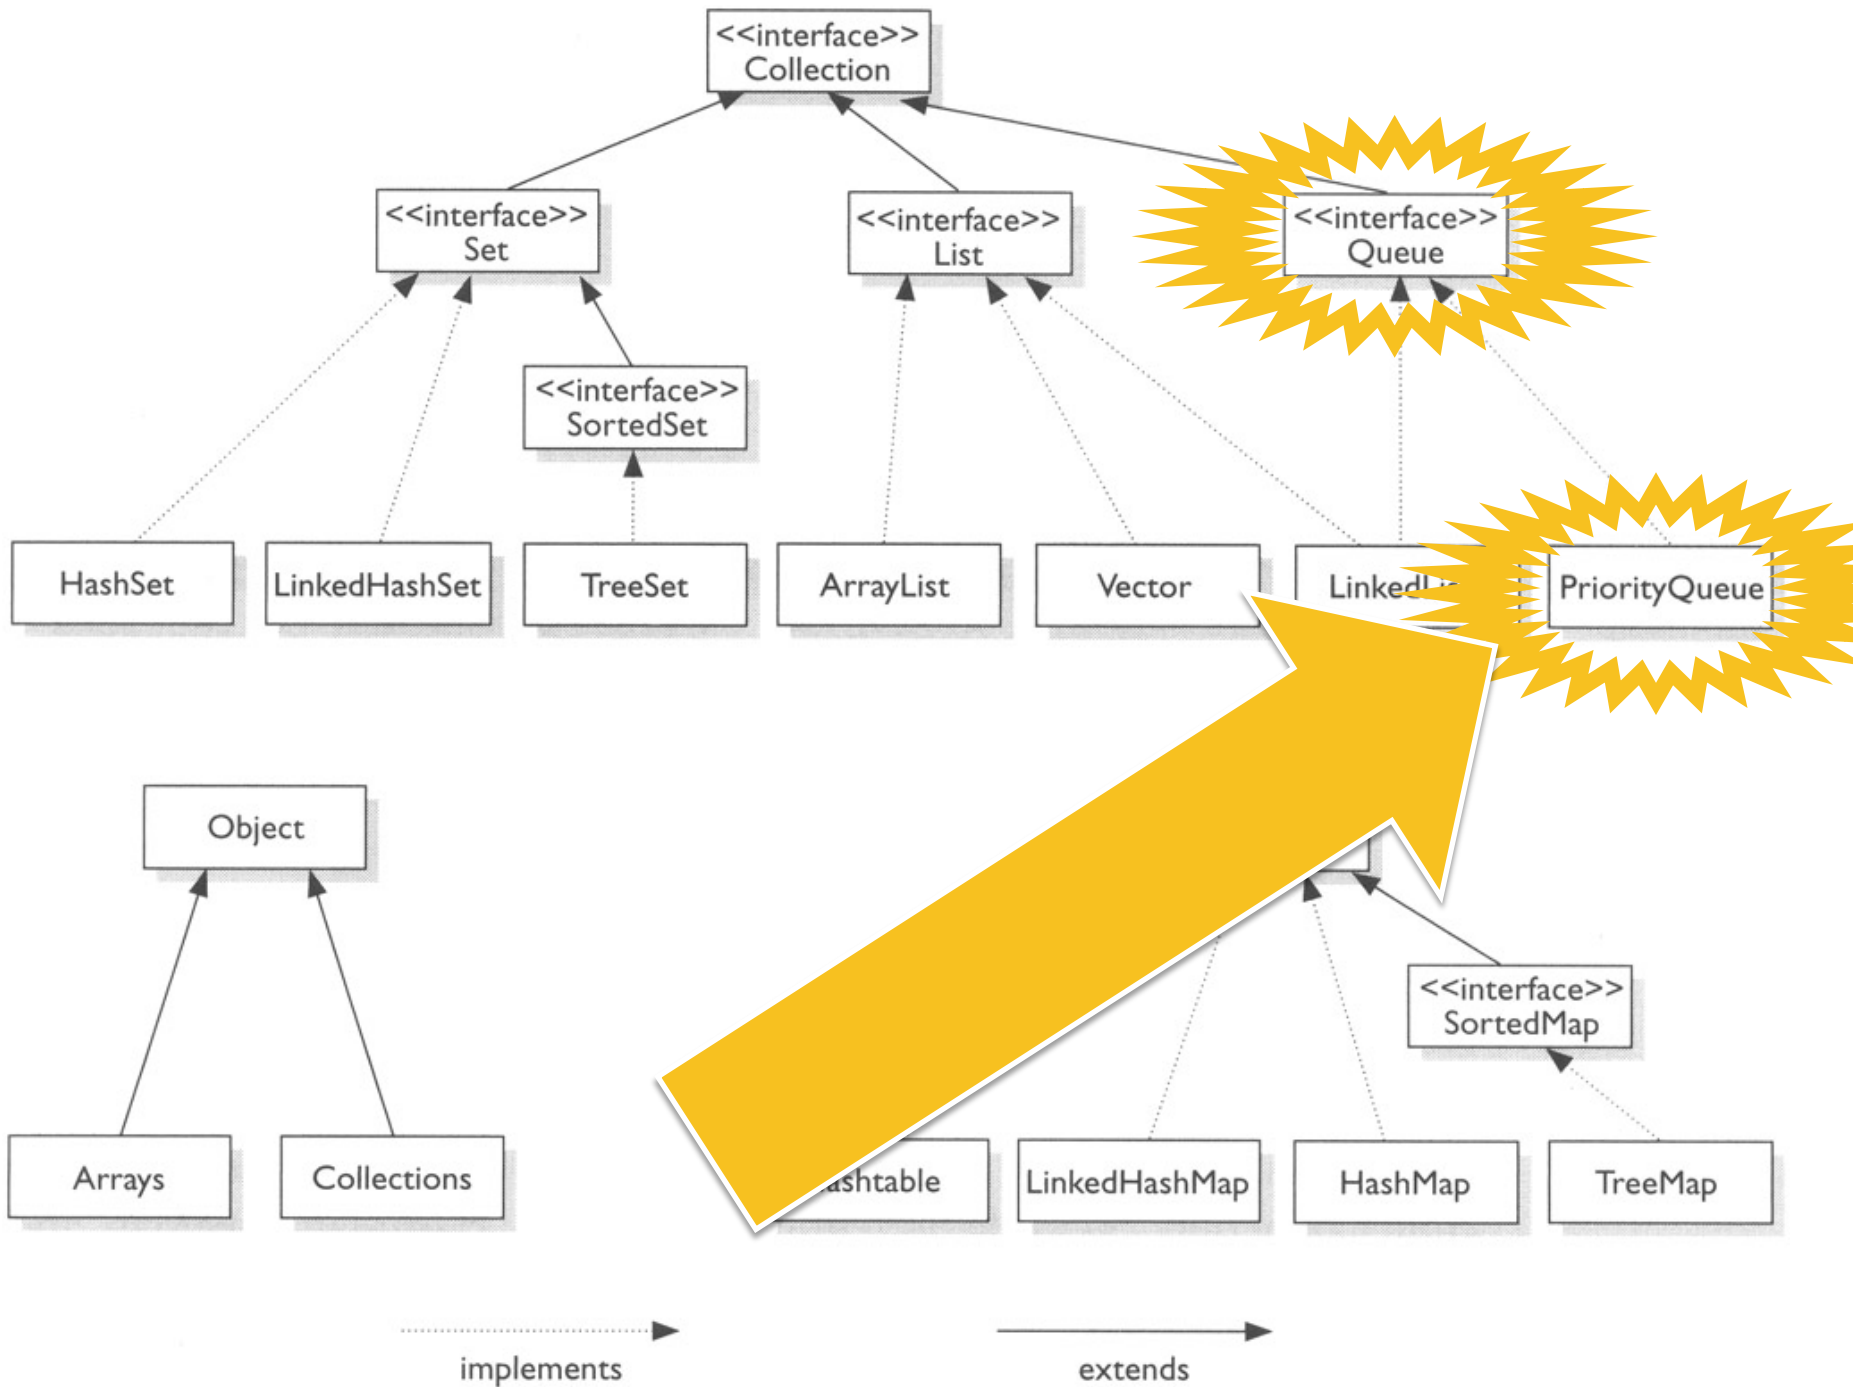 <<interface>>
Collection
<<interface>>
Set
<<interface>>
List
<<interface>>
Queue
<<interface>>
SortedSet
HashSet
LinkedHashSet
TreeSet
ArrayList
Vector
PriorityQueue
Object
<<interface>>
SortedMap
Arrays
Collections
LinkedHashMap
HashMap
TreeMap
implements
extends